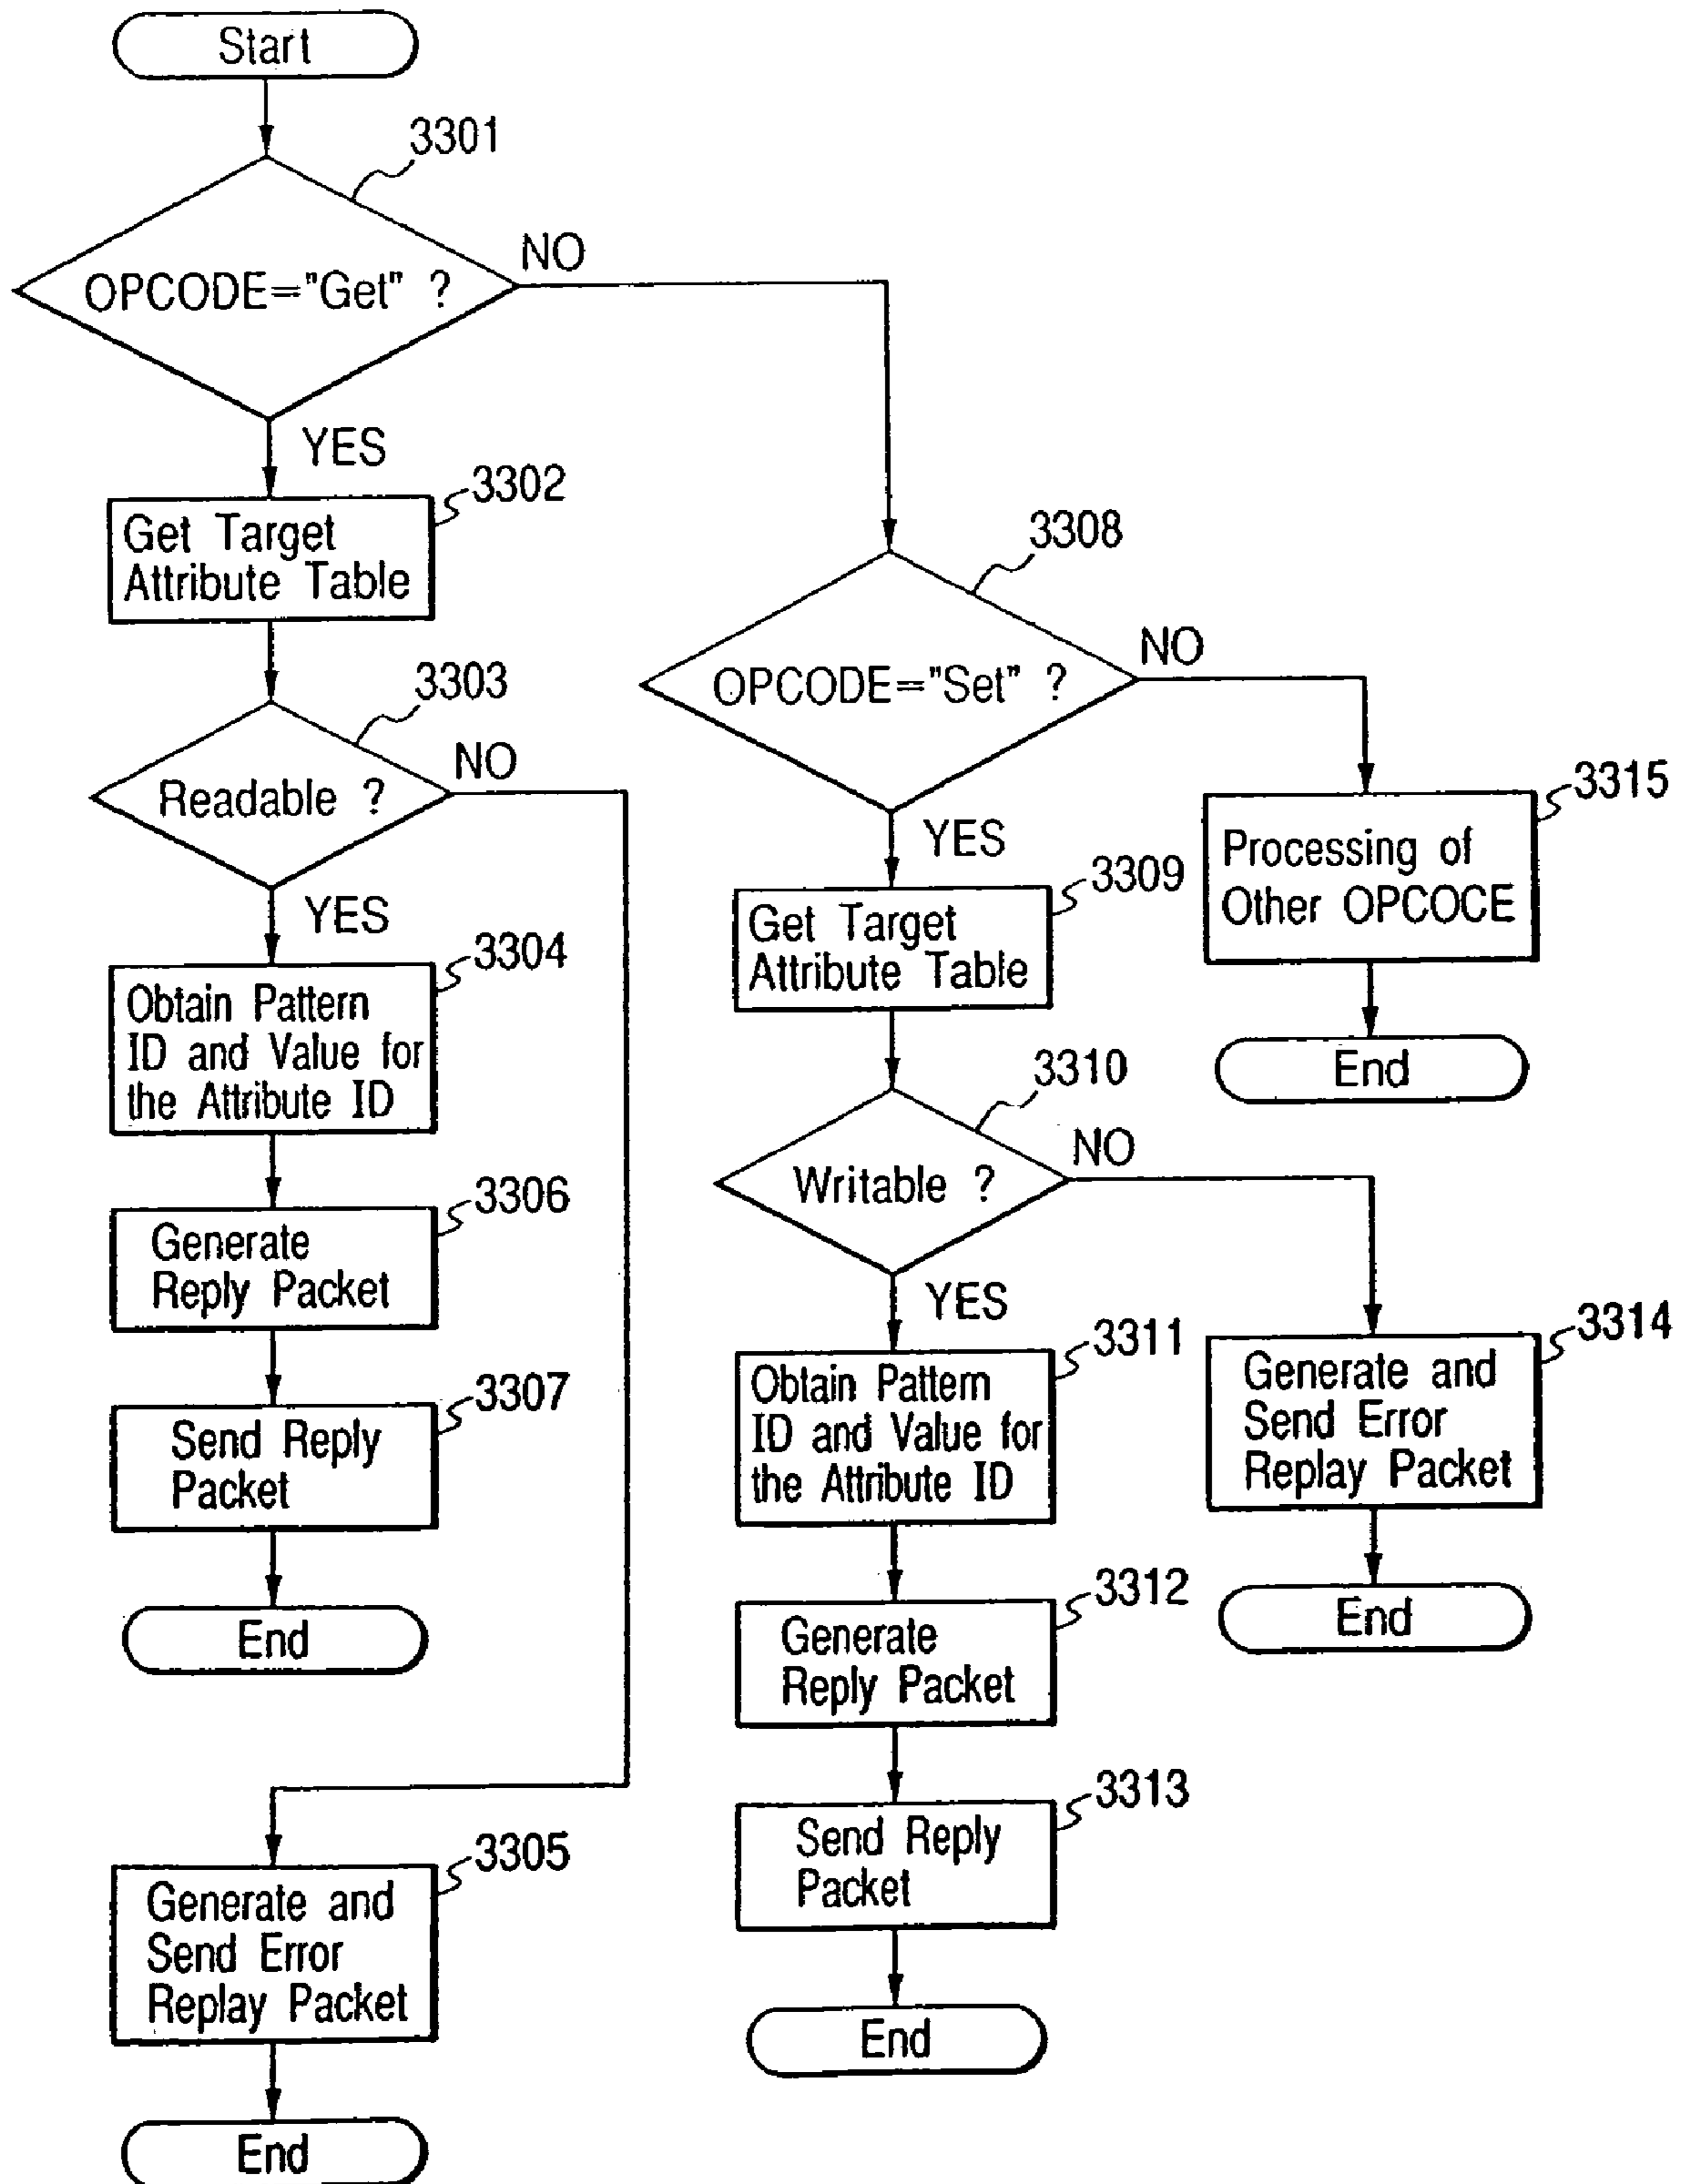 Start
3301
OPCODE="Get" ?
NO
YES
3302
Get Target
Attribute Table
3303
Readable ?
NO
YES
3304
Obtain Pattern
ID and Value for
the Attribute ID
3306
Generate
Reply Packet
3307
Send Reply
Packet
End
3305
Generate and
Send Error
Replay Packet
End
3308
OPCODE="Set" ?
NO
YES
3309
Get Target
Attribute Table
3310
Writable ?
NO
YES
3311
Obtain Pattern
ID and Value for
the Attribute ID
3312
Generate
Reply Packet
3313
Send Reply
Packet
End
3315
Processing of
Other OPCOCE
End
3314
Generate and
Send Error
Replay Packet
End